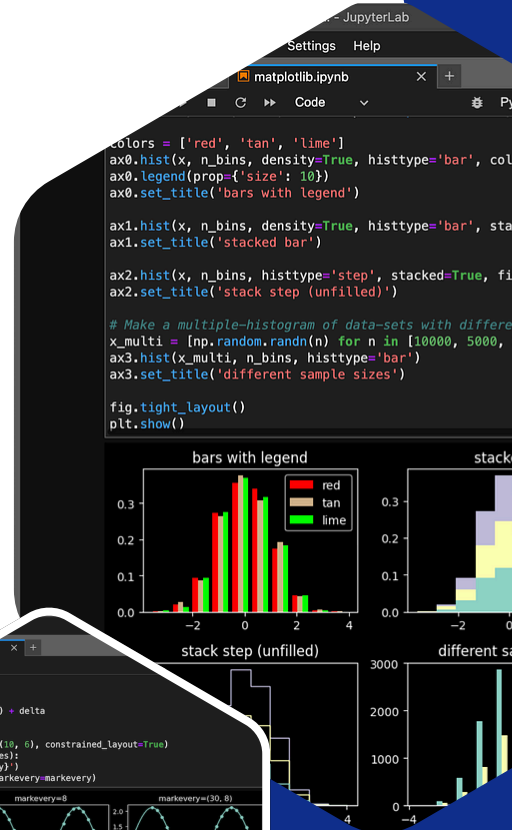 - JupyterLab
Settings Help
matplotlib.ipynb
Code
colors = ['red', 'tan', 'lime']
ax0.hist(x, n_bins, density=True, histtype='bar', col
ax0.legend(prop={'size': 10})
ax0.set_title('bars with legend')
ax1.hist(x, n_bins, density=True, histtype='bar', sta
ax1.set_title('stacked bar')
ax2.hist(x, n_bins, histtype='step', stacked=True, fi
ax2.set_title('stack step (unfilled)')
# Make a multiple-histogram of data-sets with differe
x_multi = [np.random.randn(n) for n in [10000, 5000,
ax3.hist(x_multi, n_bins, histtype='bar')
ax3.set_title('different sample sizes')
fig.tight_layout()
plt.show()
bars with legend
red
tan
lime
0.3
0.2
0.1
0.0
−2 0 2 4
stacke
0.3
0.2
0.1
0.0
−2 0
stack step (unfilled)
4
different sa
3000
2000
1000
0
−4
) + delta
(10, 6), constrained_layout=True)
es):
y}')
arkevery=markevery)
markevery=8
markevery=(30, 8)
2.0
1.5